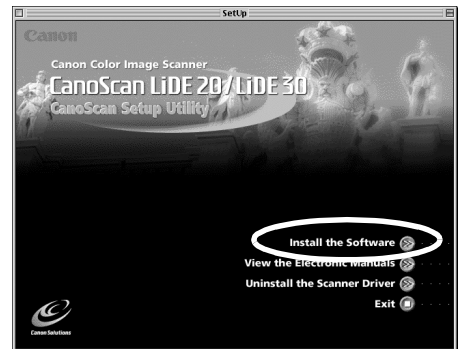 SetUp
Canon
Canon Color Image Scanner
CanoScan LiDE 20/LiDE 30
CanoScan Setup Utility
Install the Software
View the Electronic Manuals
Uninstall the Scanner Driver
Exit
Canon Solutions